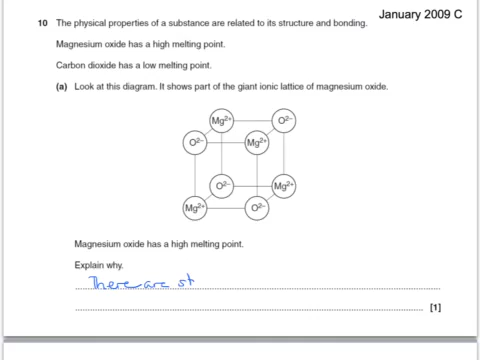 January 2009 C
10 The physical properties of a substance are related to its structure and bonding.
Magnesium oxide has a high melting point.
Carbon dioxide has a low melting point.
(a) Look at this diagram. It shows part of the giant ionic lattice of magnesium oxide.
Mg²⁺ O²⁻
O²⁻ Mg²⁺
O²⁻ Mg²⁺
Mg²⁺ O²⁻
Magnesium oxide has a high melting point.
Explain why.
There are st
[1]